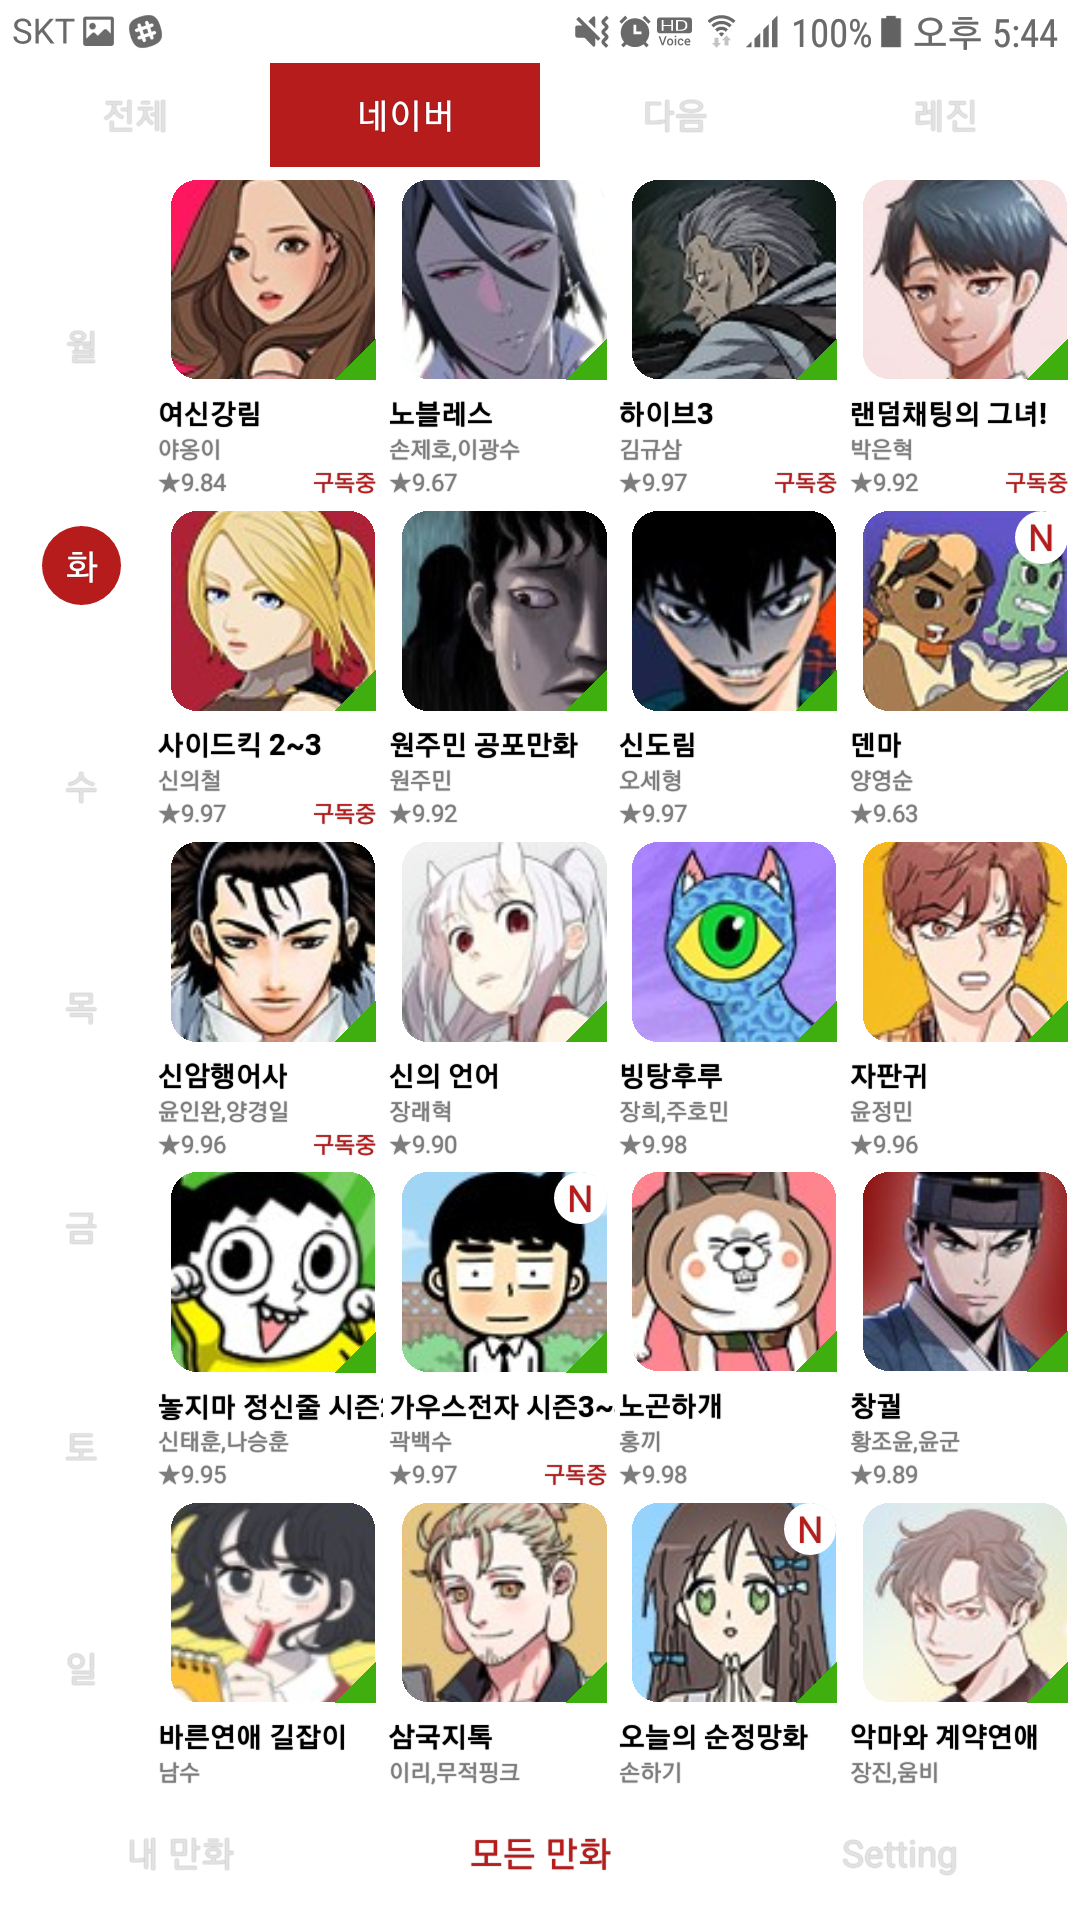 SKT HD Voice 100% 오후 5:44
전체 네이버 다음 레진
월
여신강림 노블레스 하이브3 랜덤채팅의 그녀!
야옹이 손제호,이광수 김규삼 박은혁
★9.84 구독중 ★9.67 ★9.97 구독중 ★9.92 구독중
화
N
사이드킥 2~3 원주민 공포만화 신도림 덴마
신의철 원주민 오세형 양영순
수
★9.97 구독중 ★9.92 ★9.97 ★9.63
목
신암행어사 신의 언어 빙탕후루 자판귀
윤인완,양경일 장래혁 장희,주호민 윤정민
★9.96 구독중 ★9.90 ★9.98 ★9.96
N
금
놓지마 정신줄 시즌 가우스전자 시즌3~ 노곤하개 창궐
신태훈,나승훈 곽백수 홍끼 황조윤,윤군
토
★9.95 ★9.97 구독중 ★9.98 ★9.89
N
일
바른연애 길잡이 삼국지톡 오늘의 순정망화 악마와 계약연애
남수 이리,무적핑크 손하기 장진,움비
내 만화 모든 만화 Setting